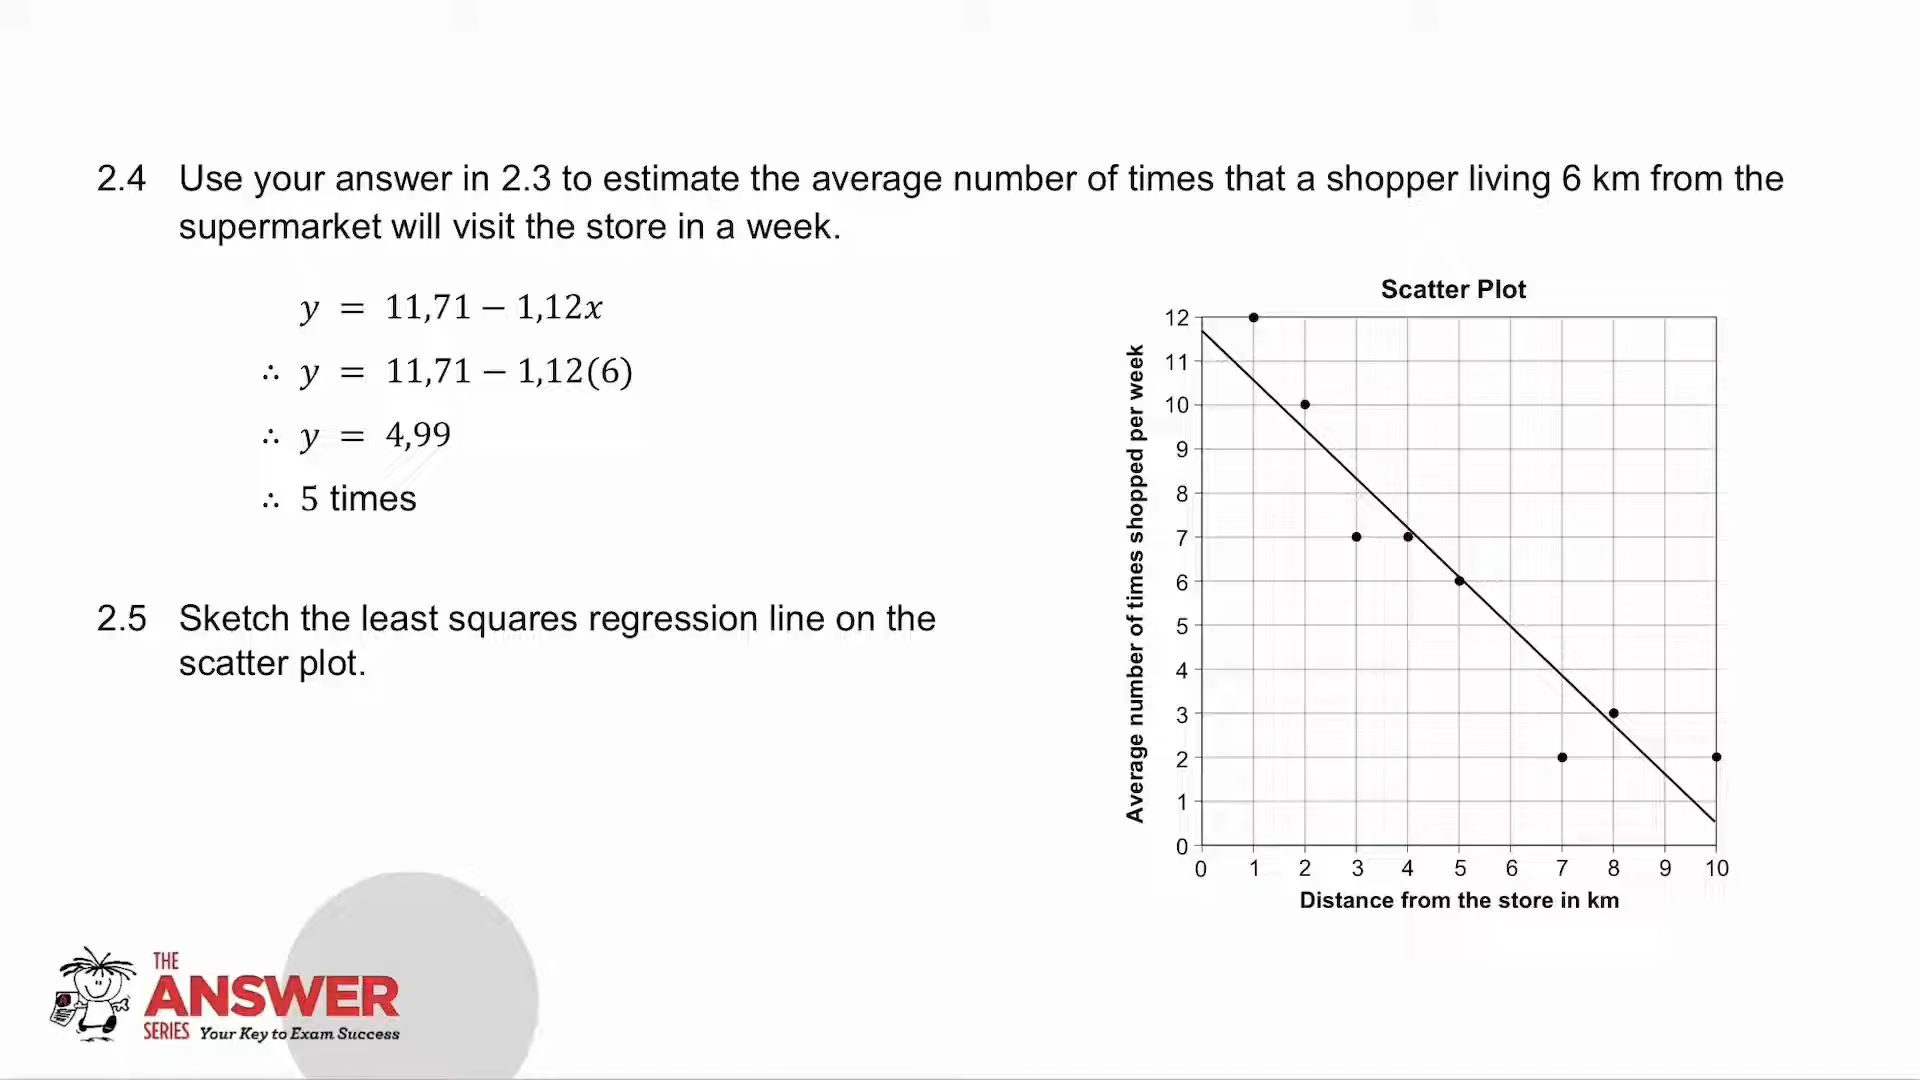 2.4 Use your answer in 2.3 to estimate the average number of times that a shopper living 6 km from the
supermarket will visit the store in a week.
y = 11,71 – 1,12x
∴ y = 11,71 – 1,12(6)
∴ y = 4,99
∴ 5 times
2.5 Sketch the least squares regression line on the
scatter plot.
Scatter Plot
Average number of times shopped per week
12
11
10
9
8
7
6
5
4
3
2
1
0
0 1 2 3 4 5 6 7 8 9 10
Distance from the store in km
THE
ANSWER
SERIES Your Key to Exam Success